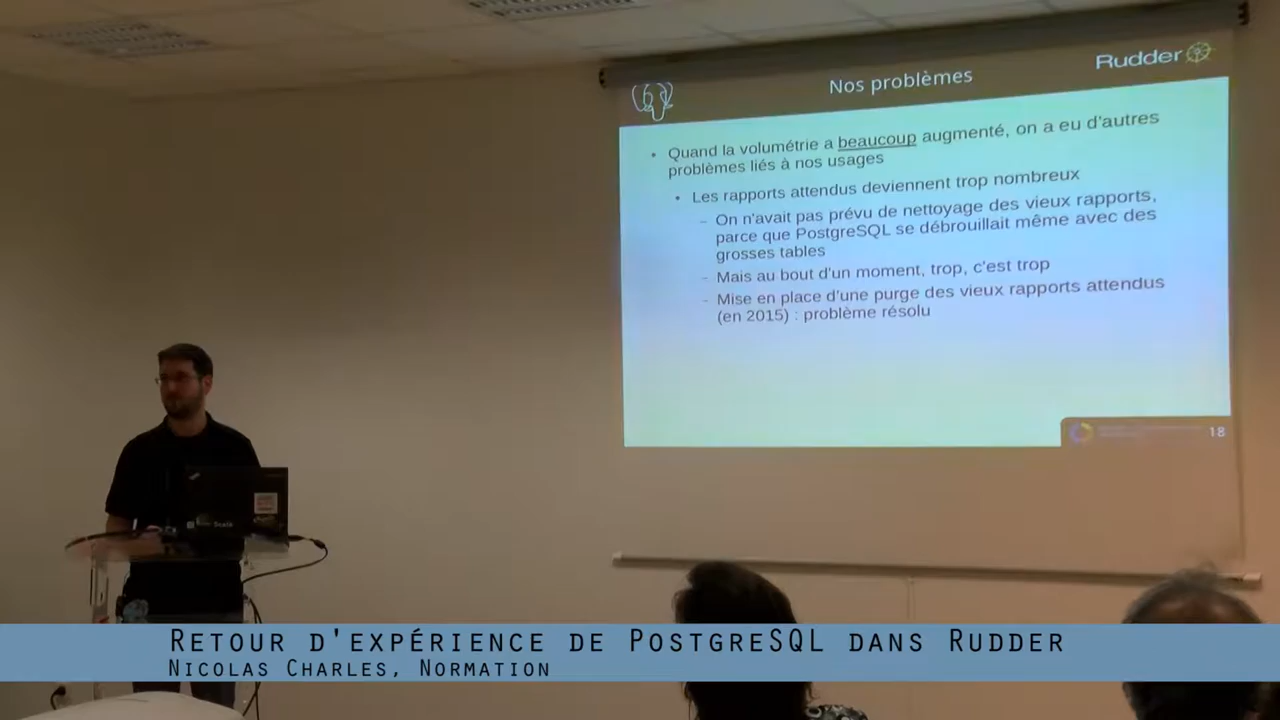 Nos problèmes
Rudder
Quand la volumétrie a beaucoup augmenté, on a eu d'autres
problèmes liés à nos usages
Les rapports attendus deviennent trop nombreux
On n'avait pas prévu de nettoyage des vieux rapports,
parce que PostgreSQL se débrouillait même avec des
grosses tables
Mais au bout d'un moment, trop, c'est trop
Mise en place d'une purge des vieux rapports attendus
(en 2015) : problème résolu
18
Scala
RETOUR D'EXPÉRIENCE DE POSTGRESQL DANS RUDDER
NICOLAS CHARLES, NORMATION